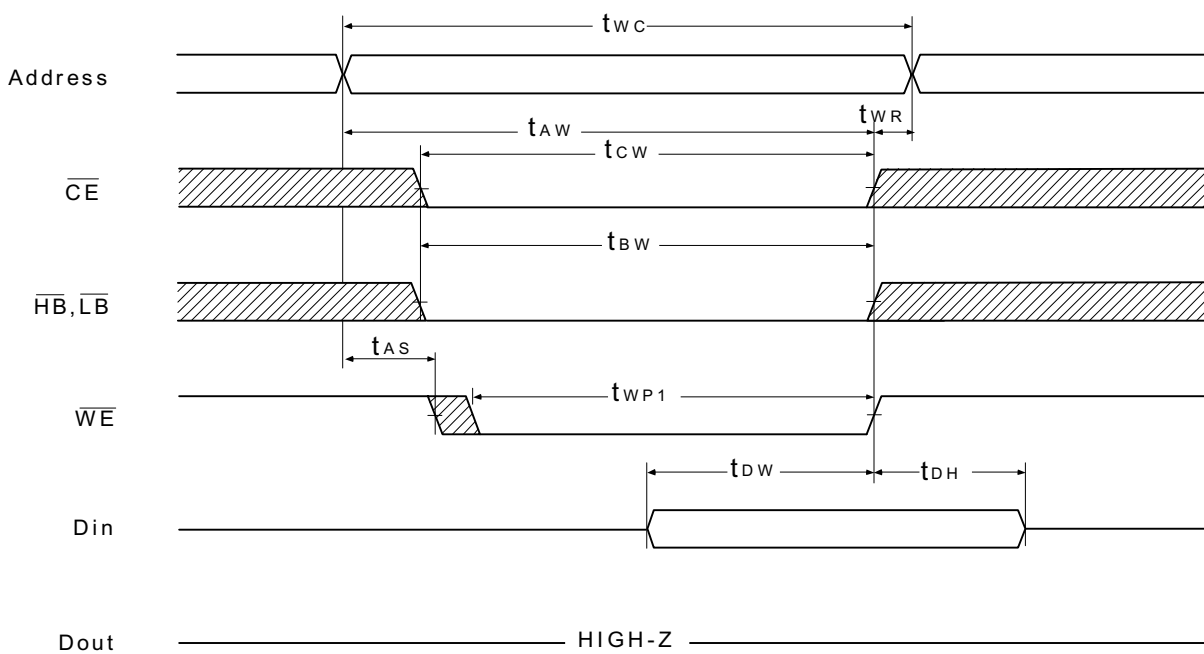 tWC
Address
tWR
tAW
tCW
CE
tBW
HB,LB
tAS
tWP1
WE
tDW
tDH
Din
Dout
HIGH-Z